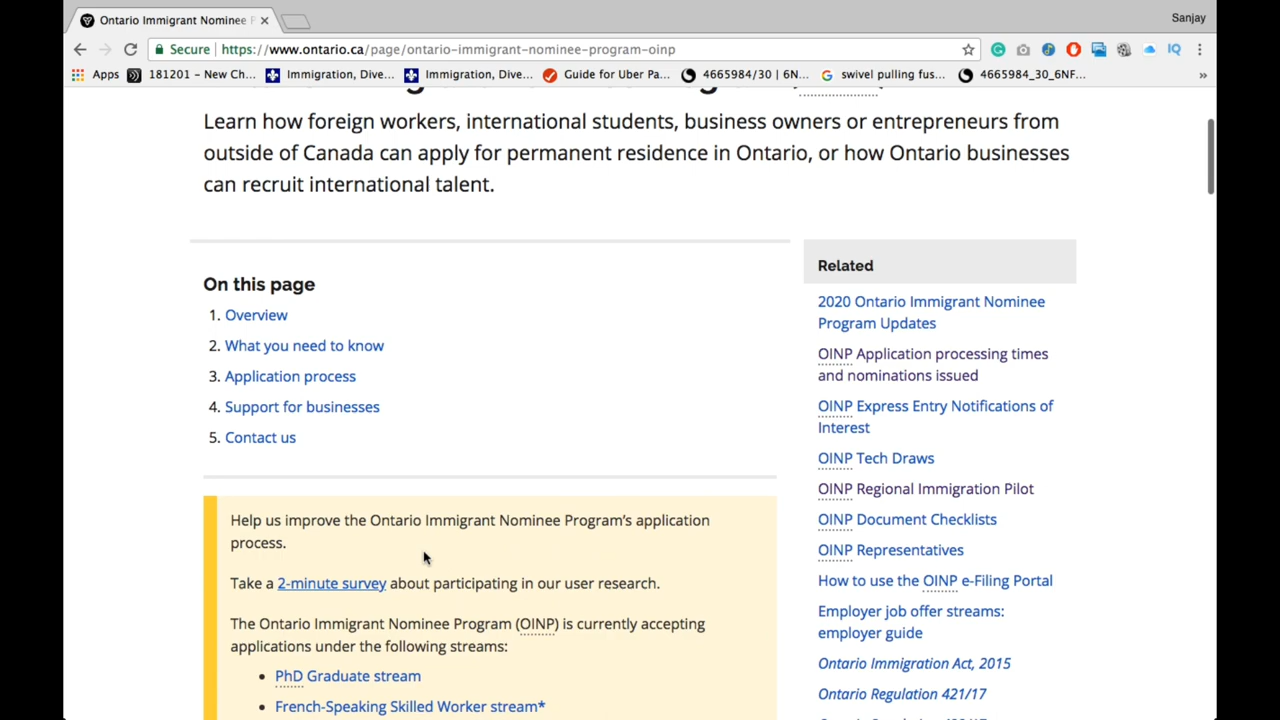 Ontario Immigrant Nominee P
Sanjay
Secure
https://www.ontario.ca/page/ontario-immigrant-nominee-program-oinp
IQ
Apps
181201 – New Ch...
Immigration, Dive...
Immigration, Dive...
Guide for Uber Pa...
4665984/30 | 6N...
swivel pulling fus...
4665984_30_6NF...
»
Learn how foreign workers, international students, business owners or entrepreneurs from
outside of Canada can apply for permanent residence in Ontario, or how Ontario businesses
can recruit international talent.
On this page
1. Overview
2. What you need to know
3. Application process
4. Support for businesses
5. Contact us
Help us improve the Ontario Immigrant Nominee Program's application
process.
Take a 2-minute survey about participating in our user research.
The Ontario Immigrant Nominee Program (OINP) is currently accepting
applications under the following streams:
• PhD Graduate stream
• French-Speaking Skilled Worker stream*
Related
2020 Ontario Immigrant Nominee
Program Updates
OINP Application processing times
and nominations issued
OINP Express Entry Notifications of
Interest
OINP Tech Draws
OINP Regional Immigration Pilot
OINP Document Checklists
OINP Representatives
How to use the OINP e-Filing Portal
Employer job offer streams:
employer guide
Ontario Immigration Act, 2015
Ontario Regulation 421/17